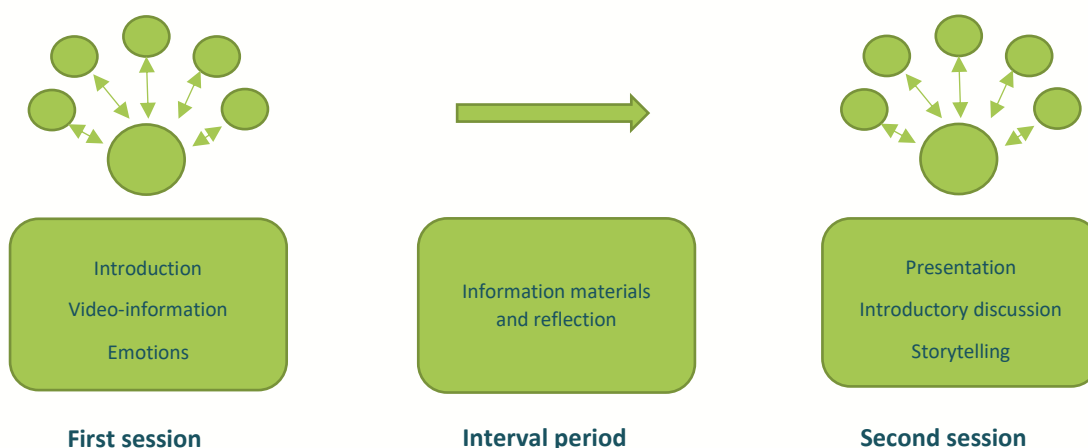 Introduction
Video-information
Emotions
Information materials
and reflection
Presentation
Introductory discussion
Storytelling
First session
Interval period
Second session